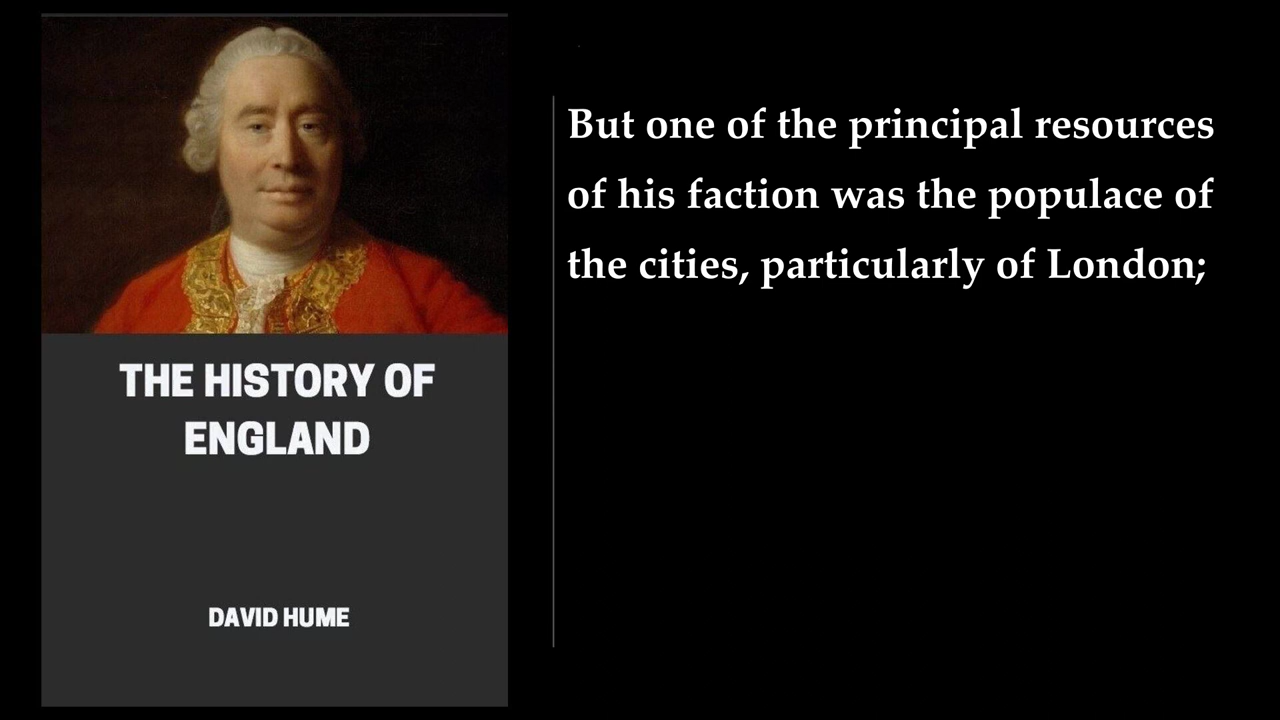 THE HISTORY OF
ENGLAND
DAVID HUME
But one of the principal resources
of his faction was the populace of
the cities, particularly of London;